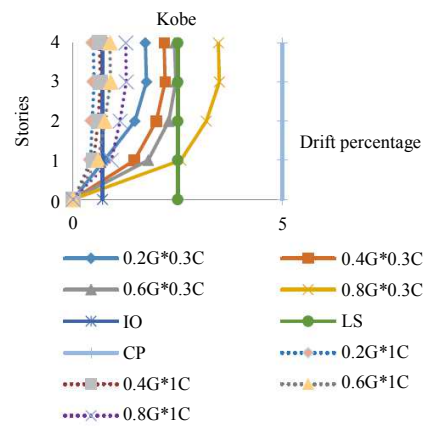 Kobe
4
3
2
1
0
Stories
0 5
Drift percentage
0.2G*0.3C 0.4G*0.3C
0.6G*0.3C 0.8G*0.3C
IO LS
CP 0.2G*1C
0.4G*1C 0.6G*1C
0.8G*1C